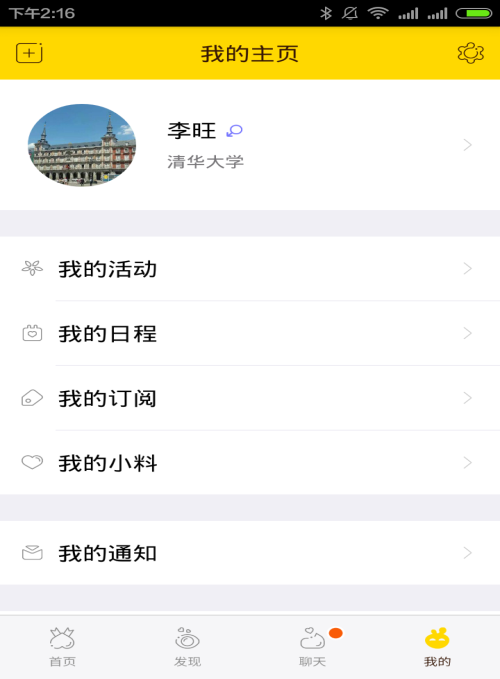 下午2:16
我的主页
李旺
清华大学
我的活动
我的日程
我的订阅
我的小料
我的通知
首页
发现
聊天
我的